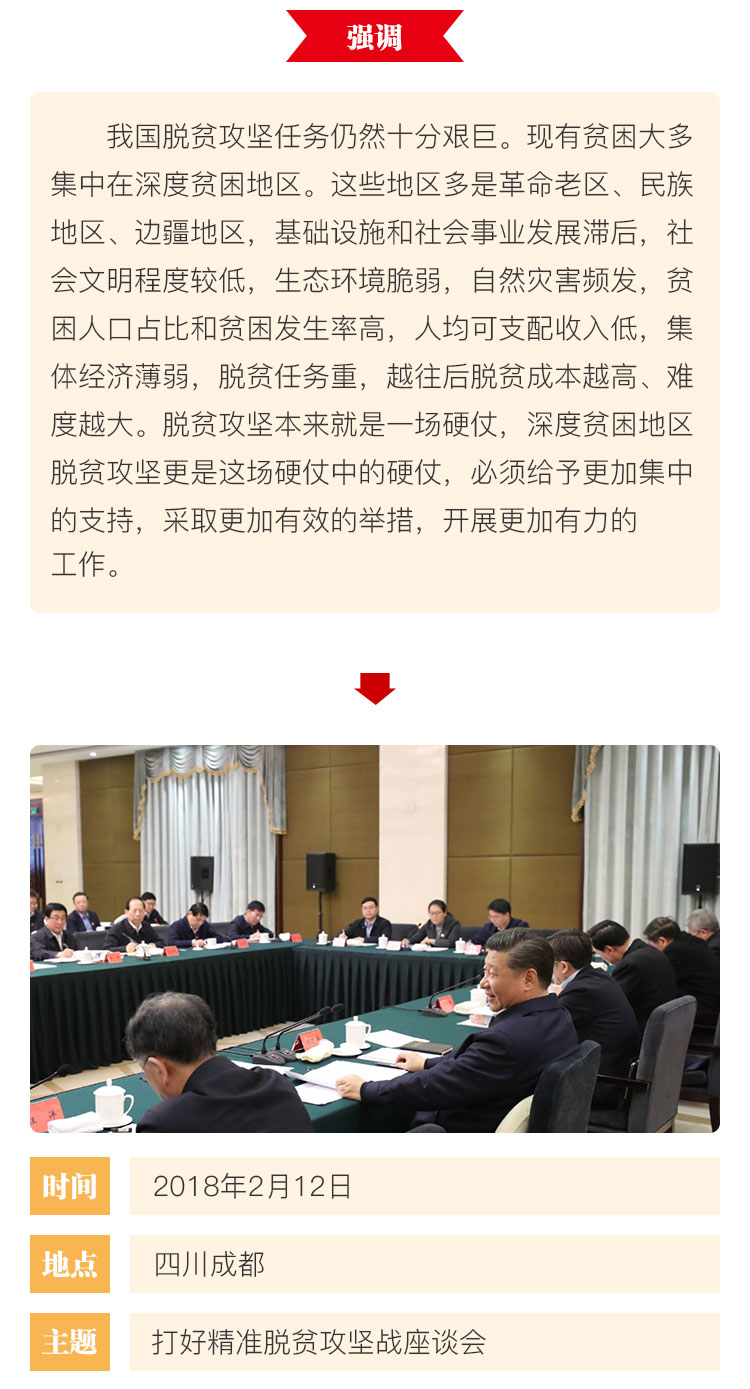 强调
我国脱贫攻坚任务仍然十分艰巨。现有贫困大多
集中在深度贫困地区。这些地区多是革命老区、民族
地区、边疆地区，基础设施和社会事业发展滞后，社
会文明程度较低，生态环境脆弱，自然灾害频发，贫
困人口占比和贫困发生率高，人均可支配收入低，集
体经济薄弱，脱贫任务重，越往后脱贫成本越高、难
度越大。脱贫攻坚本来就是一场硬仗，深度贫困地区
脱贫攻坚更是这场硬仗中的硬仗，必须给予更加集中
的支持，采取更加有效的举措，开展更加有力的
工作。
时间
2018年2月12日
地点
四川成都
主题
打好精准脱贫攻坚战座谈会